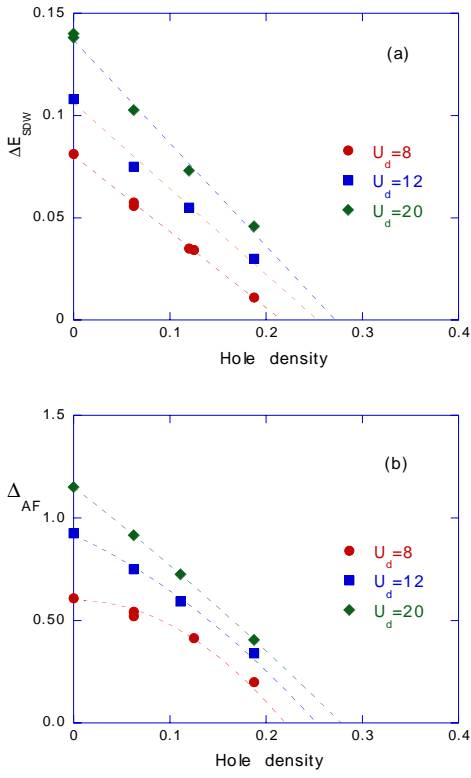 0.15
(a)
0.1
ΔE_SDW
U_d=8
U_d=12
U_d=20
0.05
0
0 0.1 0.2 0.3 0.4
Hole density
1.5
(b)
Δ_AF
1.0
U_d=8
U_d=12
U_d=20
0.50
0.0
0 0.1 0.2 0.3 0.4
Hole density